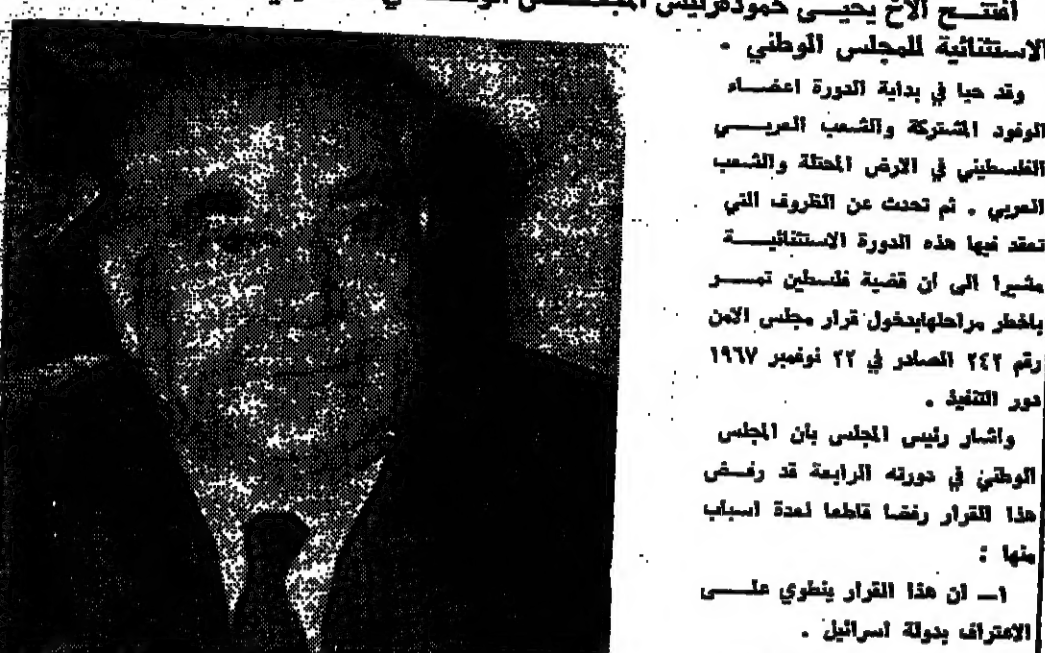 افتتح الاخ يحيى حمودة رئيس المجلس
الاستثنائية للمجلس الوطني .
وقد حيا في بداية الدورة اعضاء
الوفود المشتركة والشعب العربي
الفلسطيني في الارض المحتلة والشعب
العربي . ثم تحدث عن الظروف التي
تعقد فيها هذه الدورة الاستثنائية
مشيرا الى ان قضية فلسطين تمر
باخطر مراحلهابدخول قرار مجلس الامن
رقم ٢٤٢ الصادر في ٢٢ نوفمبر ١٩٦٧
دور التنفيذ .
واشار رئيس المجلس بأن المجلس
الوطني في دورته الرابعة قد رفض
هذا القرار رفضا قاطعا لعدة اسباب
منها :
١ــ ان هذا القرار ينطوي على
الاعتراف بدولة اسرائيل .